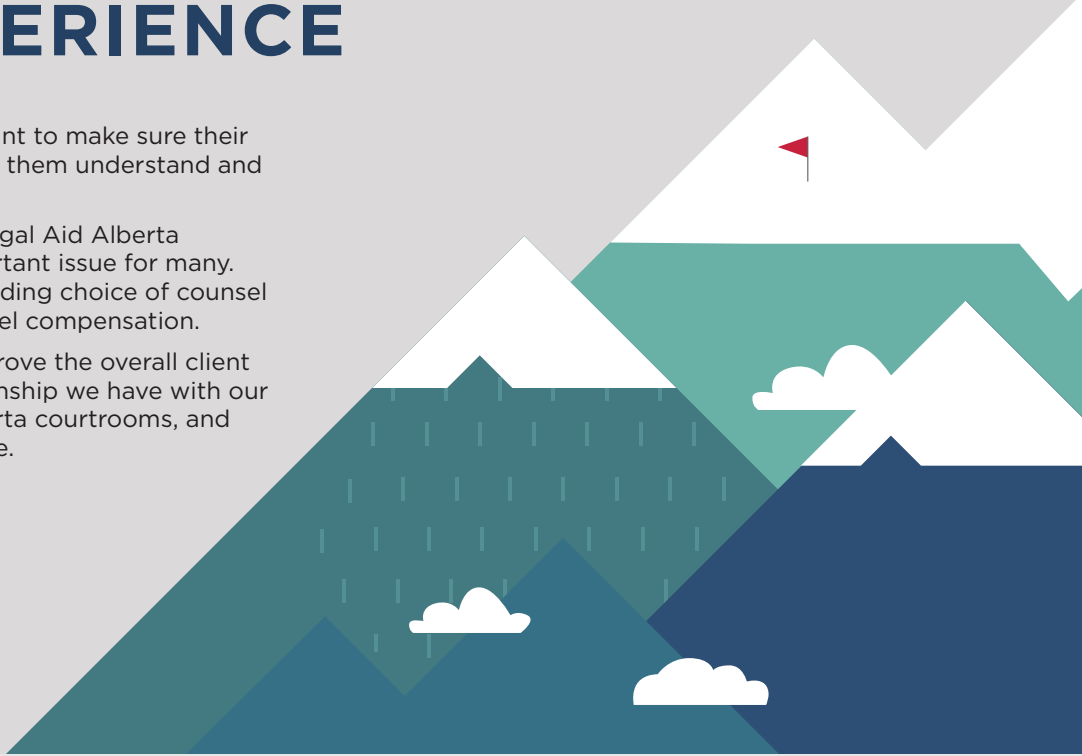 ERIENCE
nt to make sure their
them understand and
gal Aid Alberta
rtant issue for many.
ding choice of counsel
el compensation.
rove the overall client
nship we have with our
rta courtrooms, and
e.